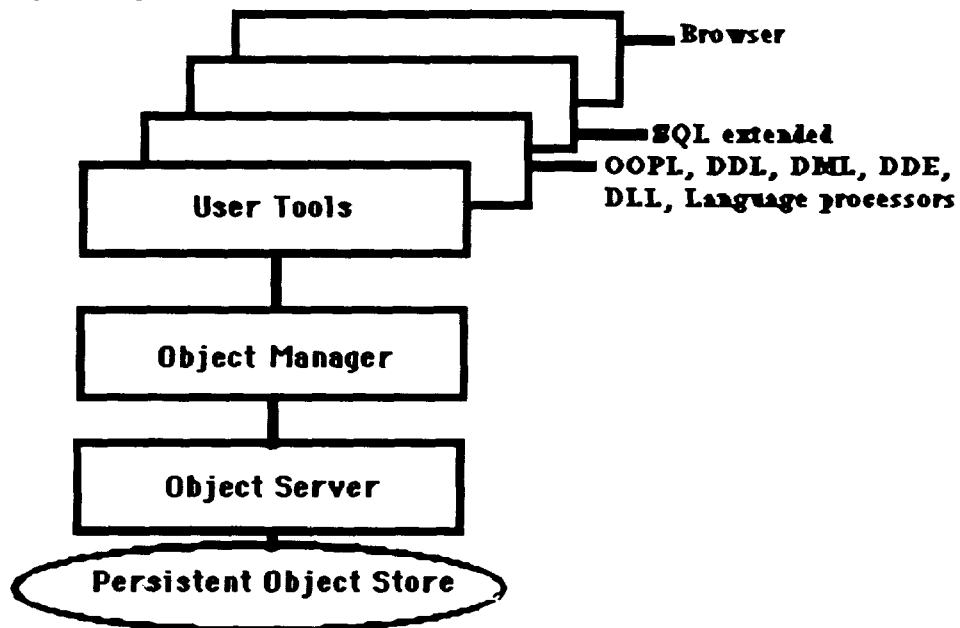 Browser
SQL extended
OOPL, DDL, DML, DDE,
DLL, Language processors
User Tools
Object Manager
Object Server
Persistent Object Store